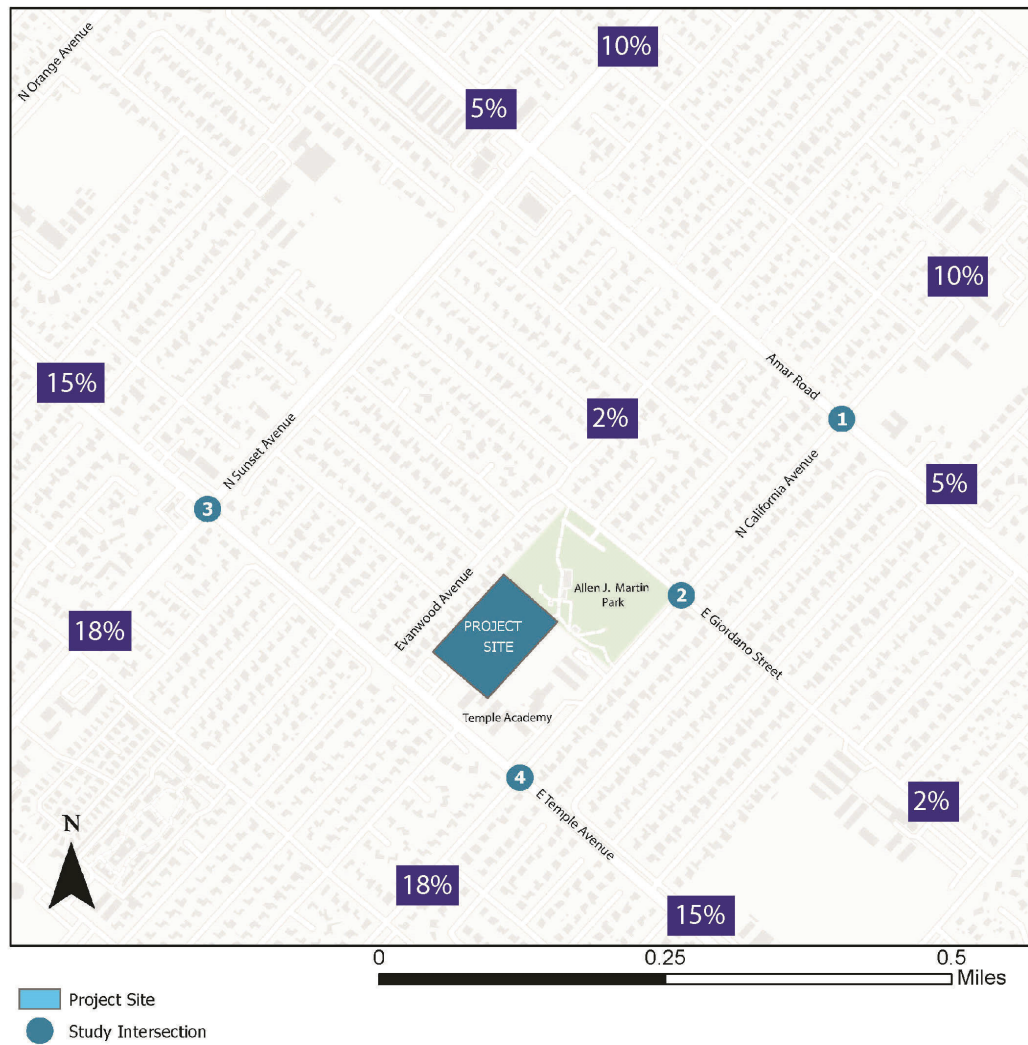 N Orange Avenue
10%
5%
10%
15%
Amar Road
2%
1
N Sunset Avenue
N California Avenue
5%
3
Evanwood Avenue
Allen J. Martin
Park
2
PROJECT
SITE
18%
E Giordano Street
Temple Academy
4
E Temple Avenue
2%
N
18%
15%
0
0.25
0.5
Miles
Project Site
Study Intersection